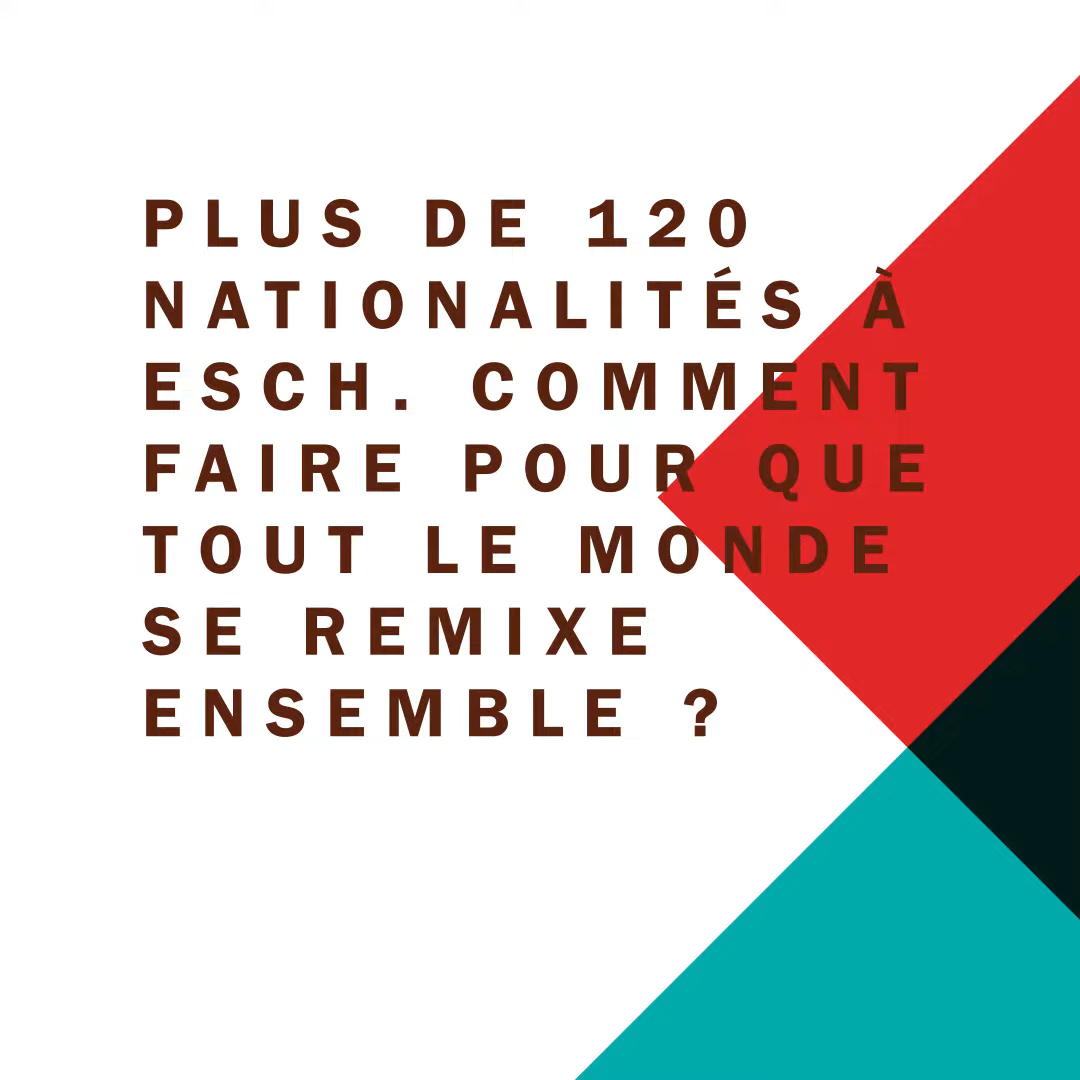 PLUS DE 120
NATIONALITÉS À
ESCH. COMMENT
FAIRE POUR QUE
TOUT LE MONDE
SE REMIXE
ENSEMBLE ?